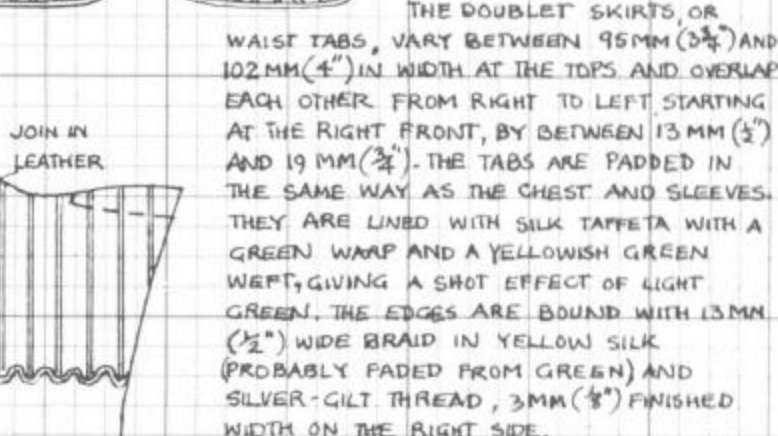 THE DOUBLET SKIRTS, OR
WAIST TABS, VARY BETWEEN 95MM (3¾") AND
102MM (4") IN WIDTH AT THE TOPS AND OVERLAP
EACH OTHER FROM RIGHT TO LEFT STARTING
AT THE RIGHT FRONT, BY BETWEEN 13 MM (½")
AND 19 MM (¾"). THE TABS ARE PADDED IN
THE SAME WAY AS THE CHEST AND SLEEVES.
THEY ARE LINED WITH SILK TAFFETA WITH A
GREEN WARP AND A YELLOWISH GREEN
WEFT, GIVING A SHOT EFFECT OF LIGHT
GREEN. THE EDGES ARE BOUND WITH 13MM
(½") WIDE BRAID IN YELLOW SILK
(PROBABLY FADED FROM GREEN) AND
SILVER-GILT THREAD, 3MM (⅛") FINISHED
WIDTH ON THE RIGHT SIDE.
JOIN IN
LEATHER